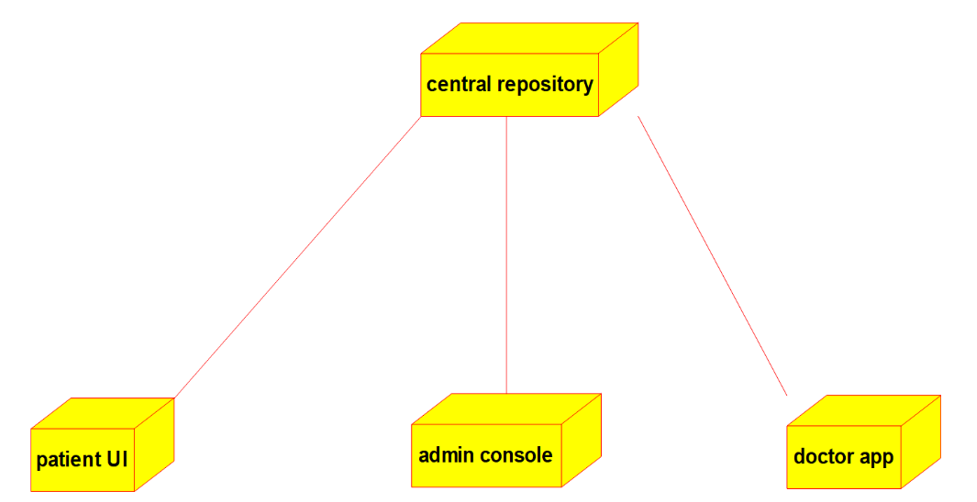 central repository
patient UI
admin console
doctor app